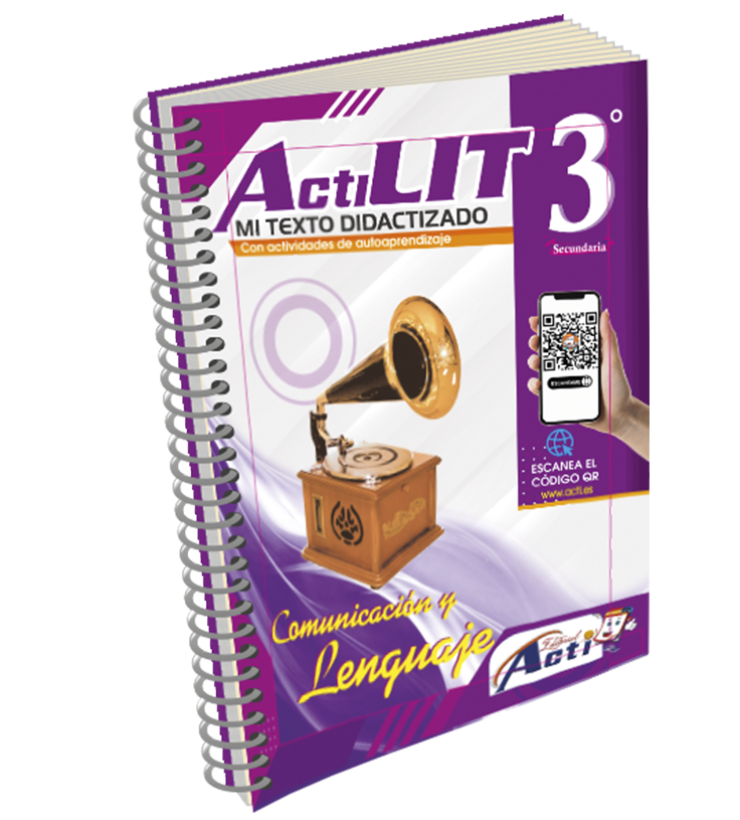 ActiLIT
MI TEXTO DIDACTIZADO
Con actividades de autoaprendizaje
3°
Secundaria
ESCANEA EL
CÓDIGO QR
www.acti.es
Comunicación y
Lenguaje
Editorial
Acti